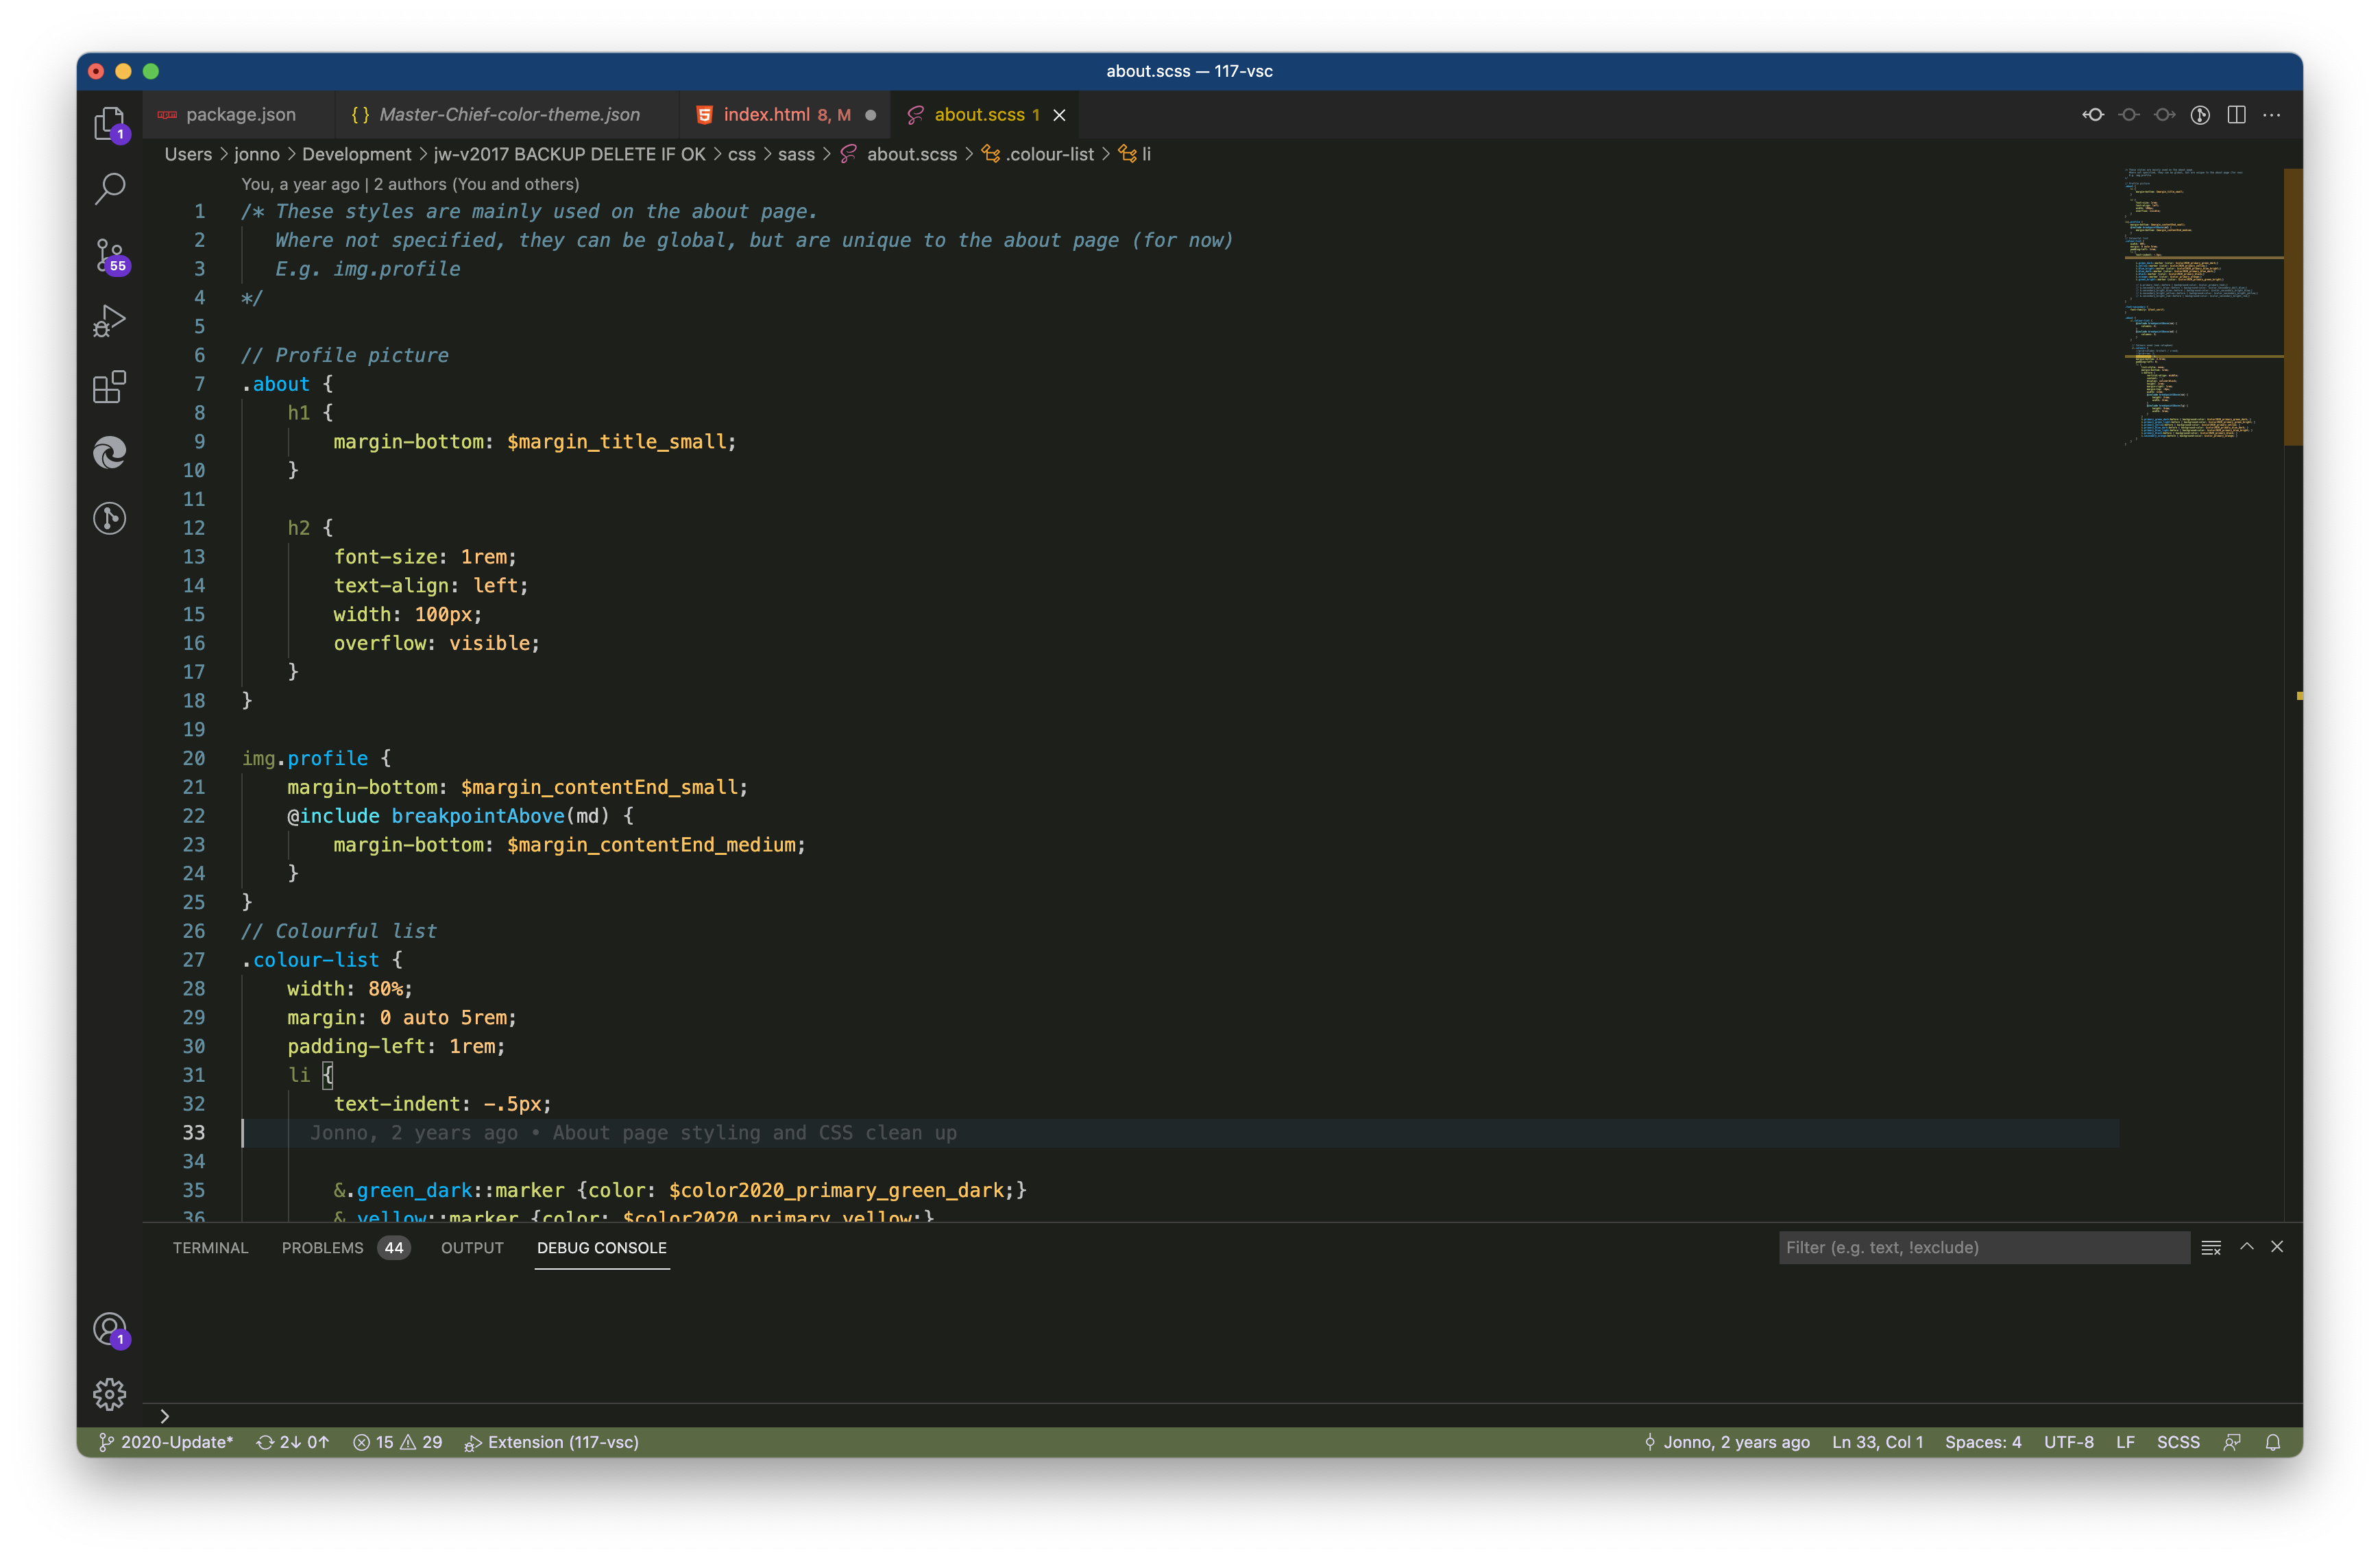 about.scss — 117-vsc
package.json
{ } Master-Chief-color-theme.json
index.html 8, M
about.scss 1
Users > jonno > Development > jw-v2017 BACKUP DELETE IF OK > css > sass > about.scss > .colour-list > li
You, a year ago | 2 authors (You and others)
1 /* These styles are mainly used on the about page.
2 Where not specified, they can be global, but are unique to the about page (for now)
3 E.g. img.profile
4 */
5
6 // Profile picture
7 .about {
8 h1 {
9 margin-bottom: $margin_title_small;
10 }
11
12 h2 {
13 font-size: 1rem;
14 text-align: left;
15 width: 100px;
16 overflow: visible;
17 }
18 }
19
20 img.profile {
21 margin-bottom: $margin_contentEnd_small;
22 @include breakpointAbove(md) {
23 margin-bottom: $margin_contentEnd_medium;
24 }
25 }
26 // Colourful list
27 .colour-list {
28 width: 80%;
29 margin: 0 auto 5rem;
30 padding-left: 1rem;
31 li {
32 text-indent: -.5px;
33 Jonno, 2 years ago • About page styling and CSS clean up
34
35 &.green_dark::marker {color: $color2020_primary_green_dark;}
36 &.yellow::marker {color: $color2020_primary_yellow;}
1
55
1
TERMINAL
PROBLEMS 44
OUTPUT
DEBUG CONSOLE
Filter (e.g. text, !exclude)
2020-Update* 2↓ 0↑ 15 29 Extension (117-vsc)
Jonno, 2 years ago Ln 33, Col 1 Spaces: 4 UTF-8 LF SCSS